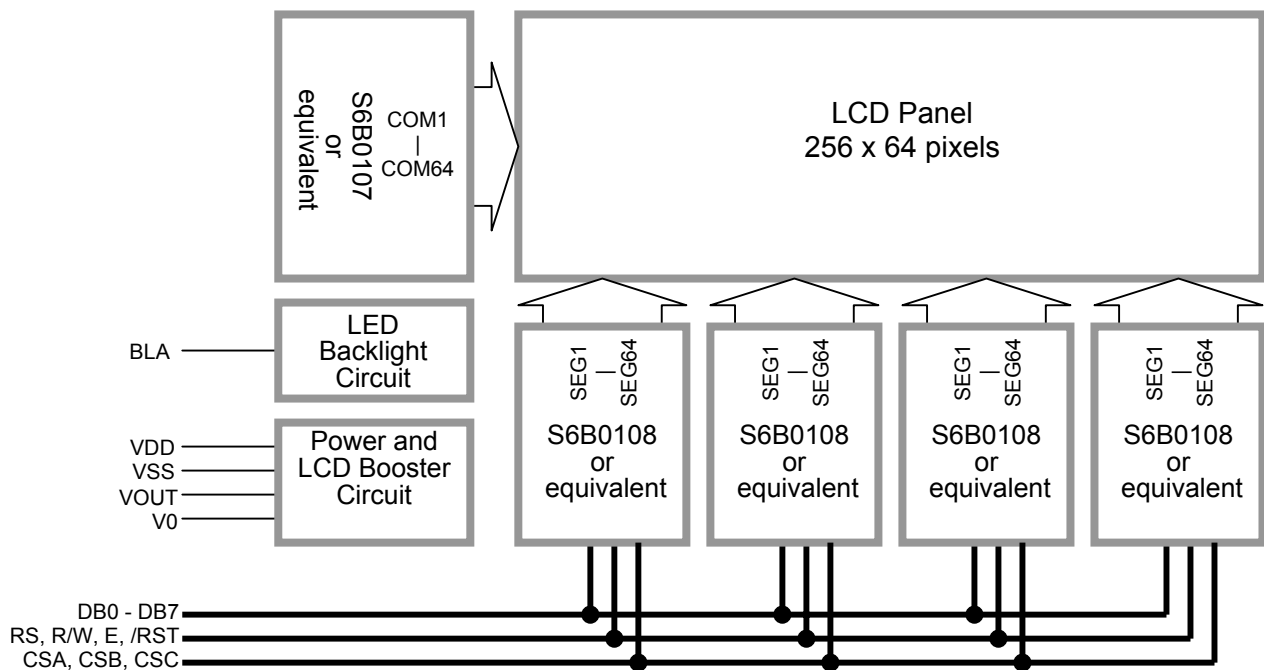 S6B0107
or
equivalent
COM1
|
COM64
LCD Panel
256 x 64 pixels
LED
Backlight
Circuit
BLA
Power and
LCD Booster
Circuit
VDD
VSS
VOUT
V0
SEG1
|
SEG64
S6B0108
or
equivalent
SEG1
|
SEG64
S6B0108
or
equivalent
SEG1
|
SEG64
S6B0108
or
equivalent
SEG1
|
SEG64
S6B0108
or
equivalent
DB0 - DB7
RS, R/W, E, /RST
CSA, CSB, CSC